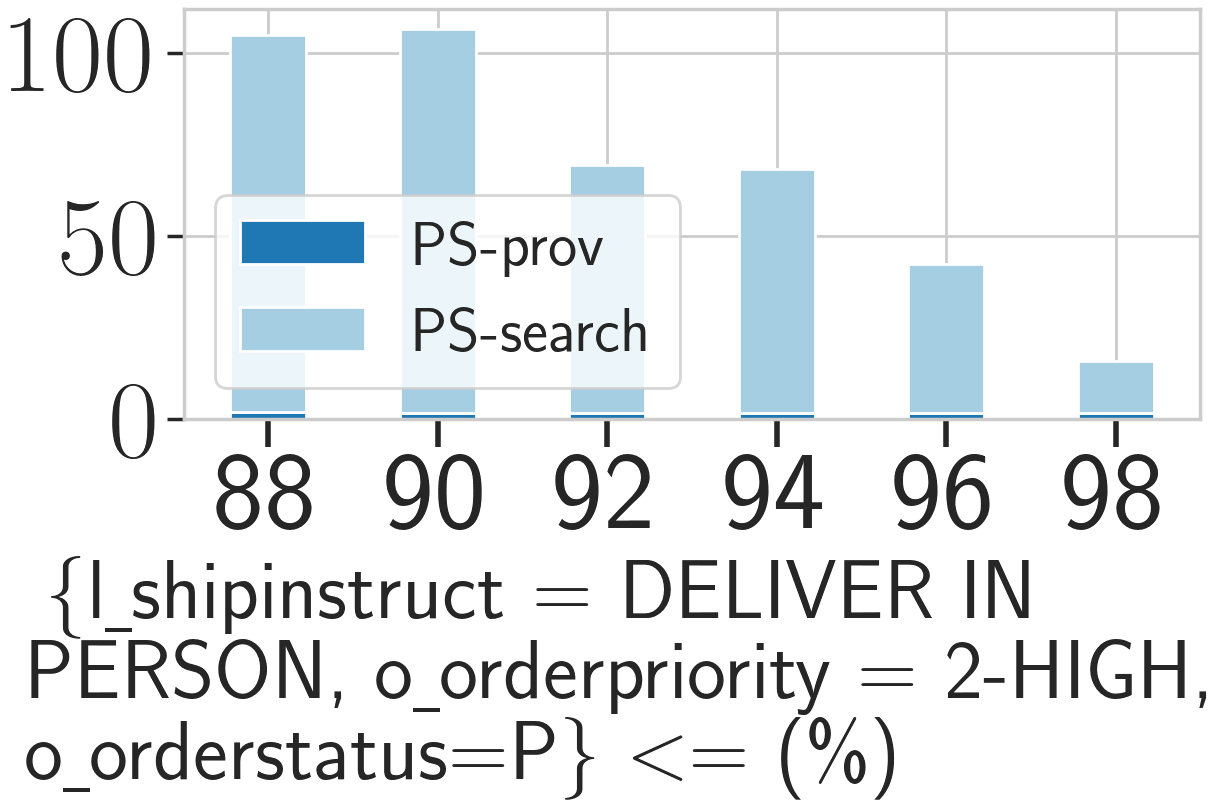 100
50
0
PS-prov
PS-search
88 90 92 94 96 98
{l_shipinstruct = DELIVER IN
PERSON, o_orderpriority = 2-HIGH,
o_orderstatus=P} <= (%)